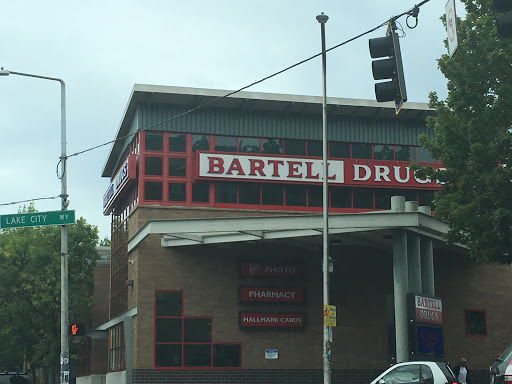 BARTELL DRUGS
LAKE CITY WY
PHOTO
PHARMACY
HALLMARK CARDS
BARTELL
DRUGS